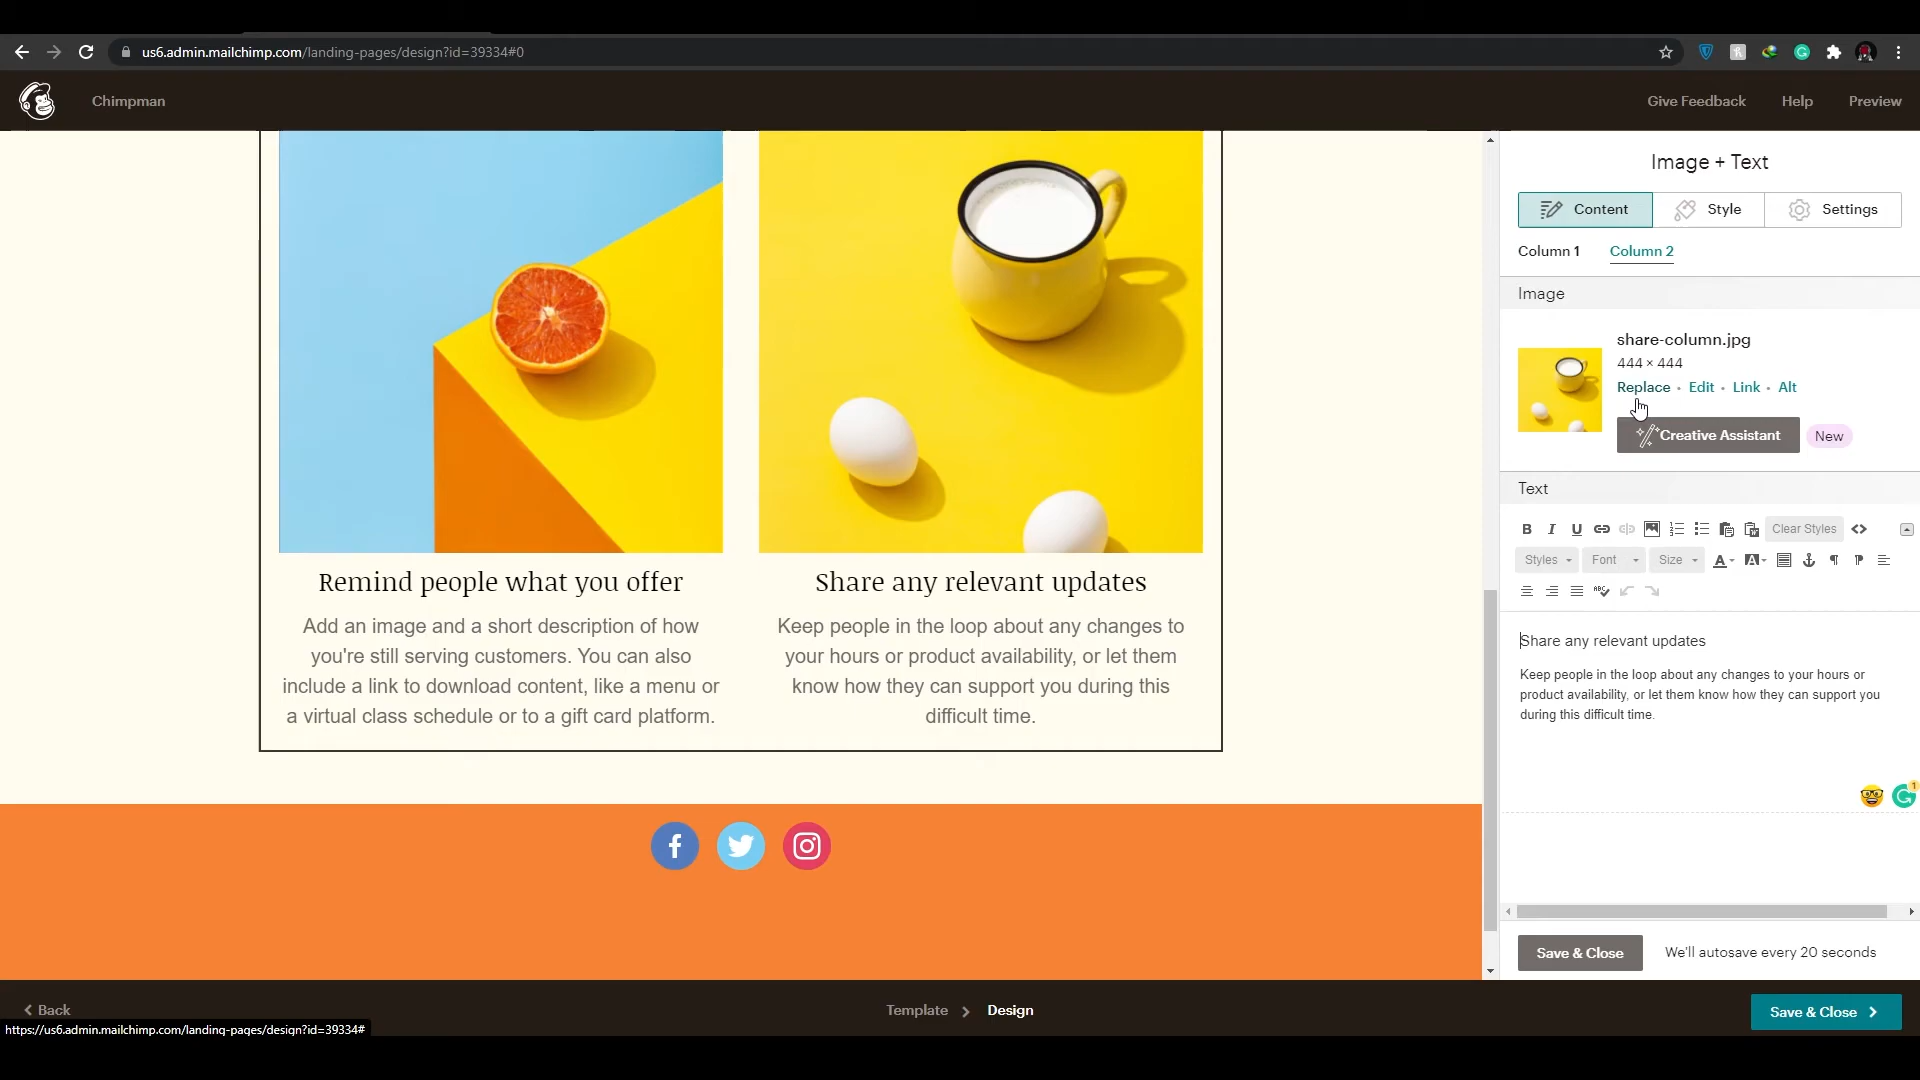 us6.admin.mailchimp.com/landing-pages/design?id=39334#0
Chimpman
Give Feedback
Help
Preview
Remind people what you offer
Add an image and a short description of how
you're still serving customers. You can also
include a link to download content, like a menu or
a virtual class schedule or to a gift card platform.
Share any relevant updates
Keep people in the loop about any changes to
your hours or product availability, or let them
know how they can support you during this
difficult time.
Image + Text
Content
Style
Settings
Column 1
Column 2
Image
share-column.jpg
444 × 444
Replace • Edit • Link • Alt
Creative Assistant
New
Text
B I U
Clear Styles
Styles
Font
Size
Share any relevant updates
Keep people in the loop about any changes to your hours or
product availability, or let them know how they can support you
during this difficult time.
1
Save & Close
We'll autosave every 20 seconds
Back
Template
Design
Save & Close
https://us6.admin.mailchimp.com/landing-pages/design?id=39334#